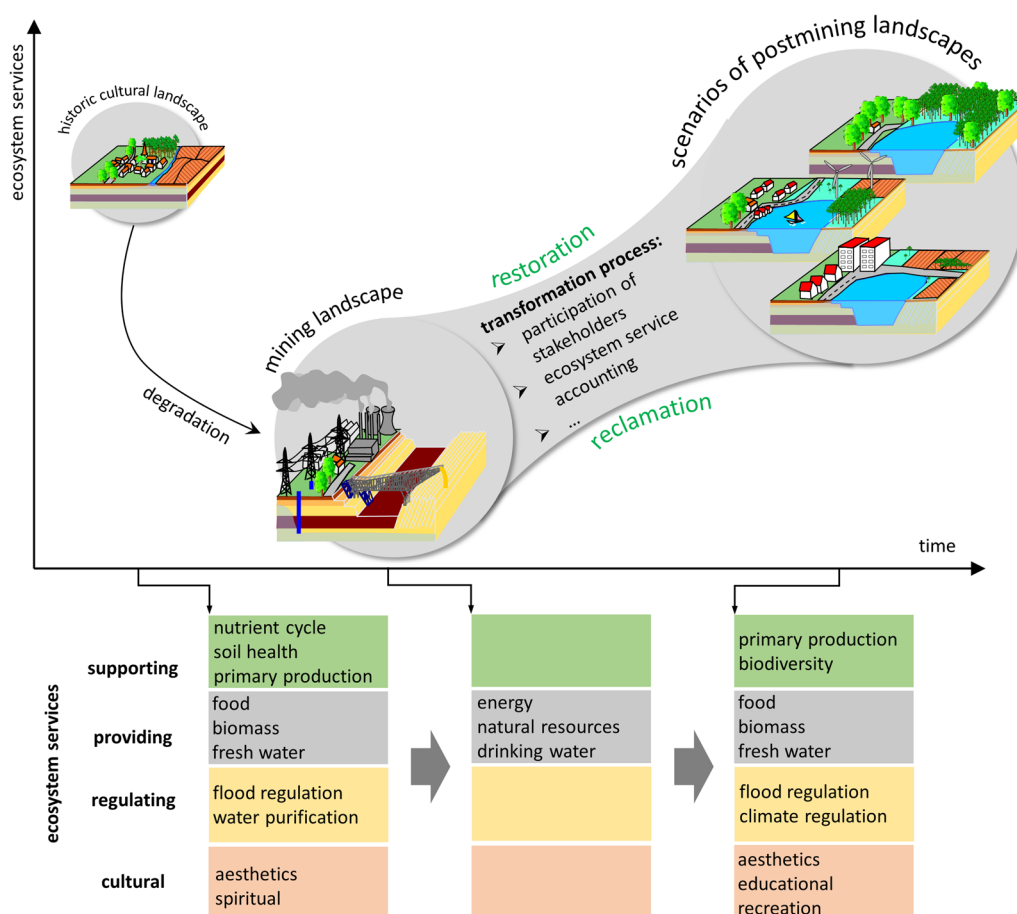 ecosystem services
historic cultural landscape
scenarios of postmining landscapes
restoration
transformation process:
participation of
stakeholders
ecosystem service
accounting
...
mining landscape
degradation
reclamation
time
ecosystem services
supporting
nutrient cycle
soil health
primary production
primary production
biodiversity
providing
food
biomass
fresh water
energy
natural resources
drinking water
food
biomass
fresh water
regulating
flood regulation
water purification
flood regulation
climate regulation
cultural
aesthetics
spiritual
aesthetics
educational
recreation